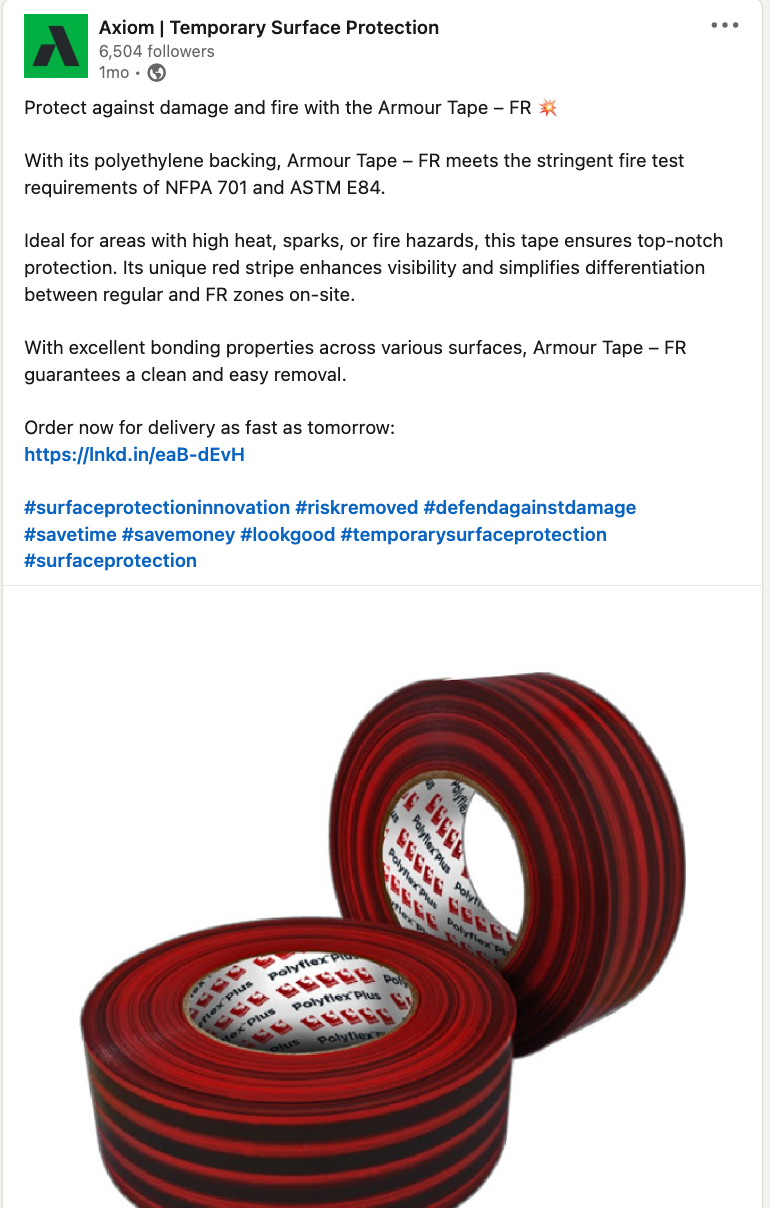 Axiom | Temporary Surface Protection
6,504 followers
1mo •
Protect against damage and fire with the Armour Tape – FR 💥
With its polyethylene backing, Armour Tape – FR meets the stringent fire test
requirements of NFPA 701 and ASTM E84.
Ideal for areas with high heat, sparks, or fire hazards, this tape ensures top-notch
protection. Its unique red stripe enhances visibility and simplifies differentiation
between regular and FR zones on-site.
With excellent bonding properties across various surfaces, Armour Tape – FR
guarantees a clean and easy removal.
Order now for delivery as fast as tomorrow:
https://lnkd.in/eaB-dEvH
#surfaceprotectioninnovation #riskremoved #defendagainstdamage
#savetime #savemoney #lookgood #temporarysurfaceprotection
#surfaceprotection
Polyflex Plus
Polyflex Plus
Polyflex Plus
Polyflex Plus